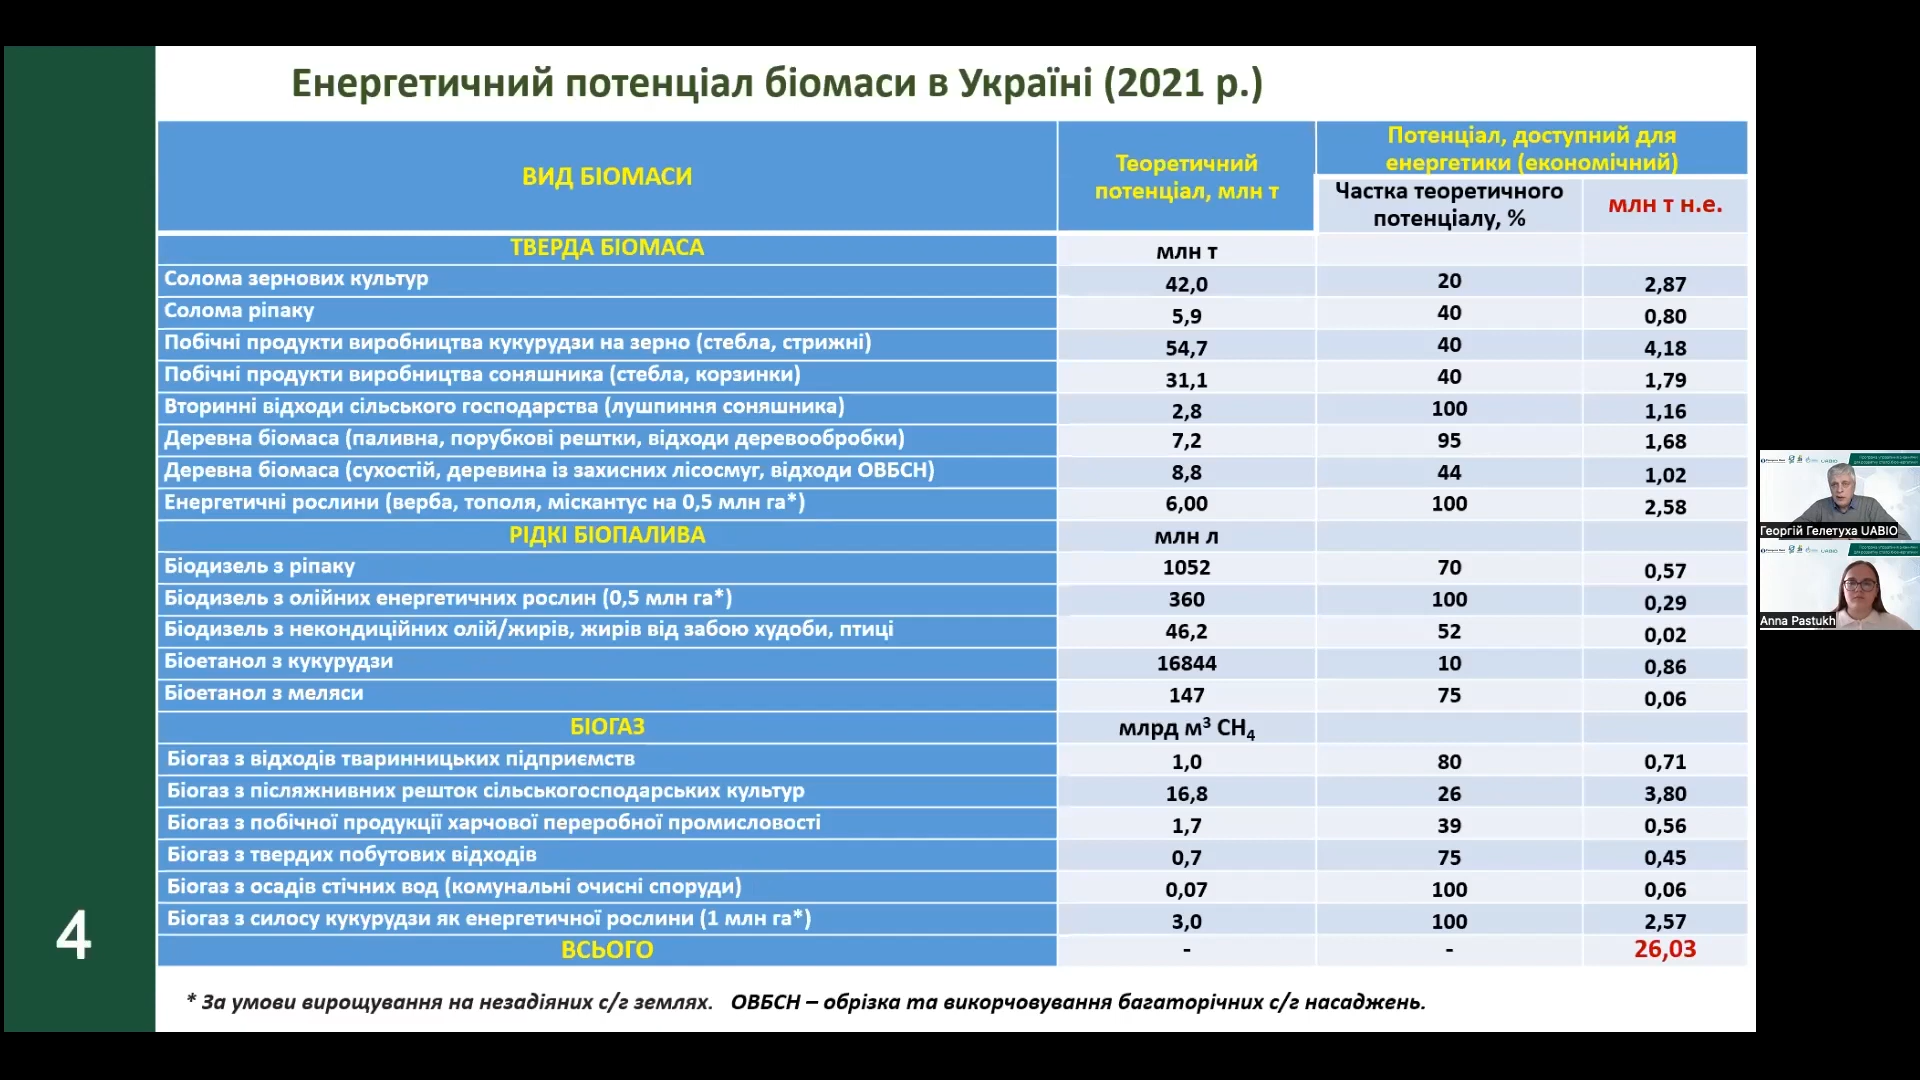 Енергетичний потенціал біомаси в Україні (2021 р.)
ВИД БІОМАСИ
Теоретичний
потенціал, млн т
Потенціал, доступний для
енергетики (економічний)
Частка теоретичного
потенціалу, %
млн т н.е.
ТВЕРДА БІОМАСА млн т
Солома зернових культур 42,0 20 2,87
Солома ріпаку 5,9 40 0,80
Побічні продукти виробництва кукурудзи на зерно (стебла, стрижні) 54,7 40 4,18
Побічні продукти виробництва соняшника (стебла, корзинки) 31,1 40 1,79
Вторинні відходи сільського господарства (лушпиння соняшника) 2,8 100 1,16
Деревна біомаса (паливна, порубкові рештки, відходи деревообробки) 7,2 95 1,68
Деревна біомаса (сухостій, деревина із захисних лісосмуг, відходи ОВБСН) 8,8 44 1,02
Енергетичні рослини (верба, тополя, міскантус на 0,5 млн га*) 6,00 100 2,58
РІДКІ БІОПАЛИВА млн л
Біодизель з ріпаку 1052 70 0,57
Біодизель з олійних енергетичних рослин (0,5 млн га*) 360 100 0,29
Біодизель з некондиційних олій/жирів, жирів від забою худоби, птиці 46,2 52 0,02
Біоетанол з кукурудзи 16844 10 0,86
Біоетанол з меляси 147 75 0,06
БІОГАЗ млрд м³ CH₄
Біогаз з відходів тваринницьких підприємств 1,0 80 0,71
Біогаз з післяжнивних решток сільськогосподарських культур 16,8 26 3,80
Біогаз з побічної продукції харчової переробної промисловості 1,7 39 0,56
Біогаз з твердих побутових відходів 0,7 75 0,45
Біогаз з осадів стічних вод (комунальні очисні споруди) 0,07 100 0,06
Біогаз з силосу кукурудзи як енергетичної рослини (1 млн га*) 3,0 100 2,57
ВСЬОГО - - 26,03
* За умови вирощування на незадіяних с/г землях. ОВБСН – обрізка та викорчовування багаторічних с/г насаджень.
4
Георгій Гелетуха UABIO
Anna Pastukh